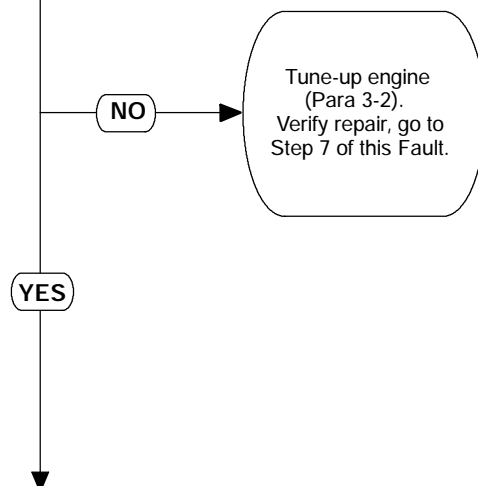 Tune-up engine
(Para 3-2).
Verify repair, go to
Step 7 of this Fault.
NO
YES